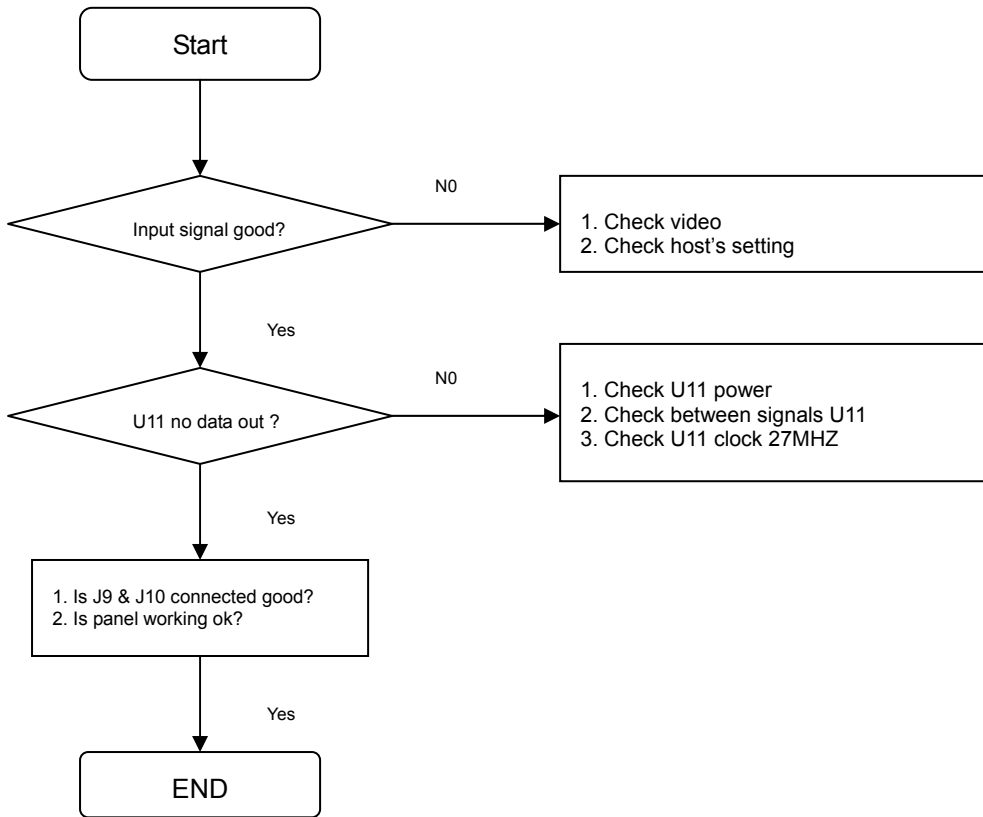 Start
N0
Input signal good?
1. Check video
2. Check host's setting
Yes
N0
U11 no data out ?
1. Check U11 power
2. Check between signals U11
3. Check U11 clock 27MHZ
Yes
1. Is J9 & J10 connected good?
2. Is panel working ok?
Yes
END